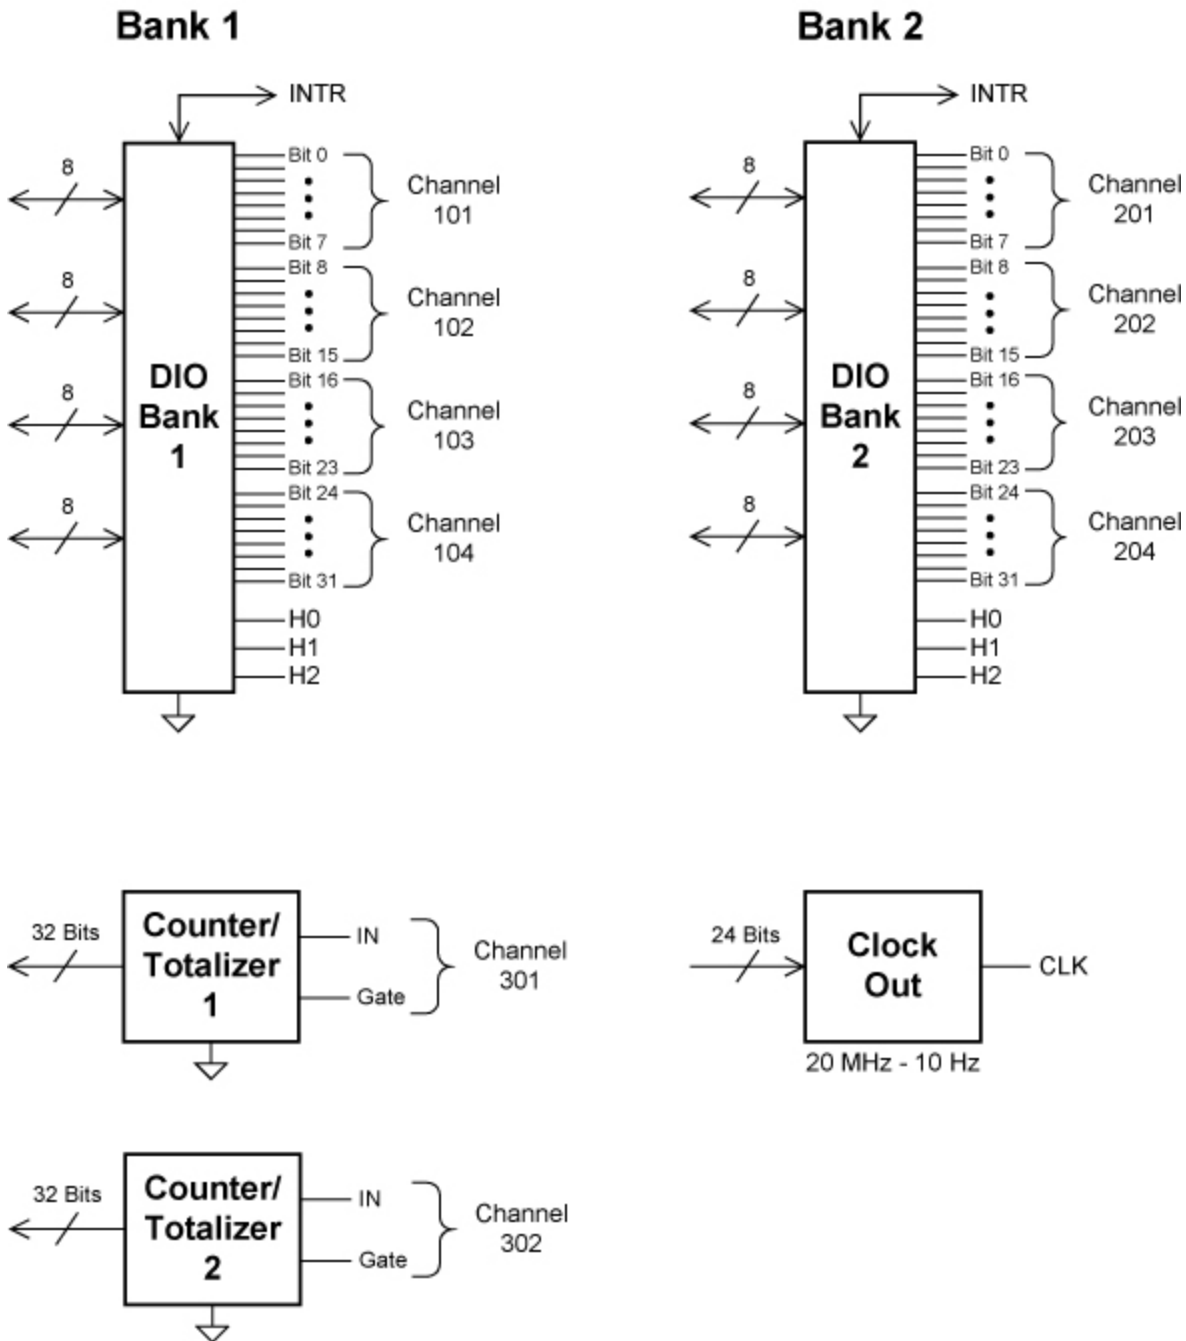 Bank 1
INTR
8
Bit 0
Bit 7
Channel
101
8
Bit 8
Bit 15
Channel
102
8
Bit 16
Bit 23
Channel
103
8
Bit 24
Bit 31
Channel
104
DIO
Bank
1
H0
H1
H2
Bank 2
INTR
8
Bit 0
Bit 7
Channel
201
8
Bit 8
Bit 15
Channel
202
8
Bit 16
Bit 23
Channel
203
8
Bit 24
Bit 31
Channel
204
DIO
Bank
2
H0
H1
H2
32 Bits
Counter/
Totalizer
1
IN
Gate
Channel
301
24 Bits
Clock
Out
CLK
20 MHz - 10 Hz
32 Bits
Counter/
Totalizer
2
IN
Gate
Channel
302